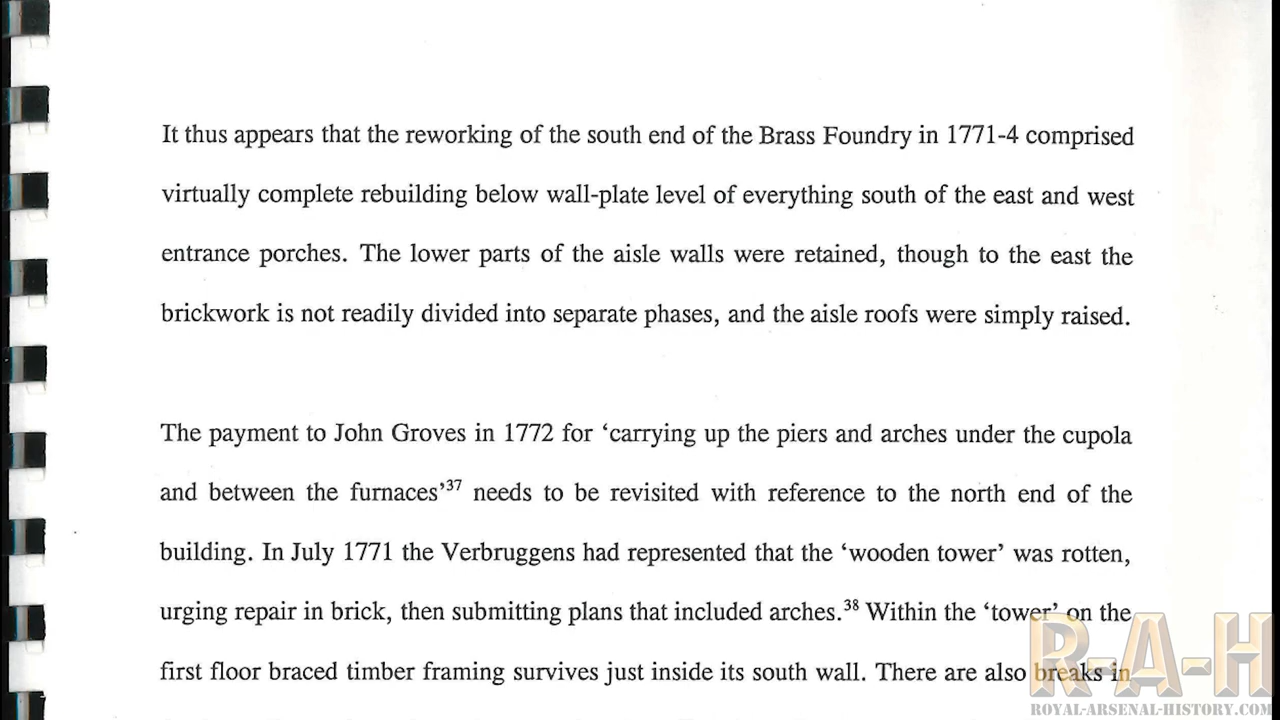 It thus appears that the reworking of the south end of the Brass Foundry in 1771-4 comprised
virtually complete rebuilding below wall-plate level of everything south of the east and west
entrance porches. The lower parts of the aisle walls were retained, though to the east the
brickwork is not readily divided into separate phases, and the aisle roofs were simply raised.
The payment to John Groves in 1772 for ‘carrying up the piers and arches under the cupola
and between the furnaces’³⁷ needs to be revisited with reference to the north end of the
building. In July 1771 the Verbruggens had represented that the ‘wooden tower’ was rotten,
urging repair in brick, then submitting plans that included arches.³⁸ Within the ‘tower’ on the
first floor braced timber framing survives just inside its south wall. There are also breaks in
R-A-H
ROYAL-ARSENAL-HISTORY.COM